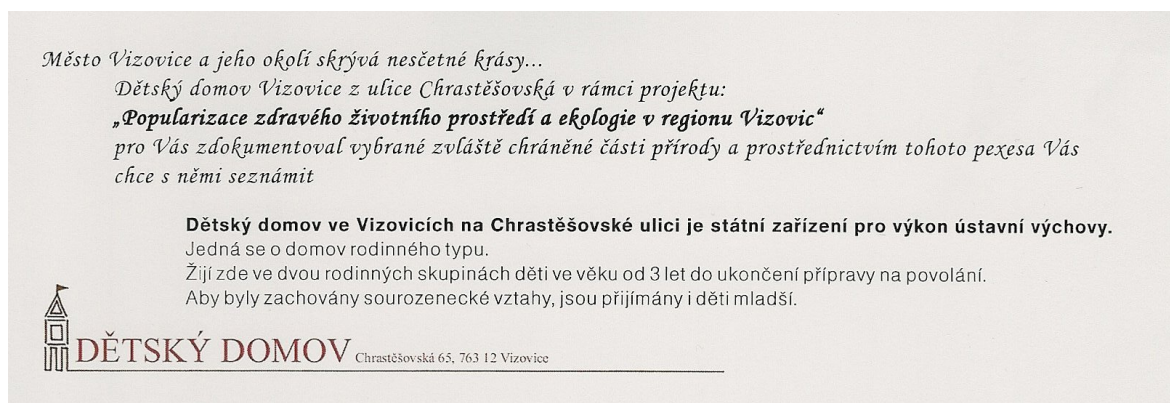 Město Vizovice a jeho okolí skrývá nesčetné krásy...
Dětský domov Vizovice z ulice Chrastěšovská v rámci projektu:
„Popularizace zdravého životního prostředí a ekologie v regionu Vizovic“
pro Vás zdokumentoval vybrané zvláště chráněné části přírody a prostřednictvím tohoto pexesa Vás
chce s němi seznámit
Dětský domov ve Vizovicích na Chrastěšovské ulici je státní zařízení pro výkon ústavní výchovy.
Jedná se o domov rodinného typu.
Žijí zde ve dvou rodinných skupinách děti ve věku od 3 let do ukončení přípravy na povolání.
Aby byly zachovány sourozenecké vztahy, jsou přijímány i děti mladší.
DĚTSKÝ DOMOV Chrastěšovská 65, 763 12 Vizovice